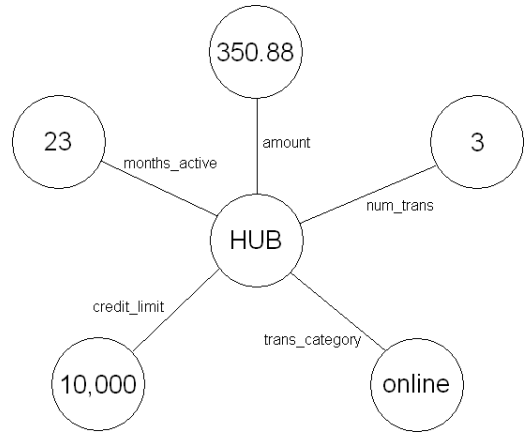 350.88
23
3
amount
months_active
num_trans
HUB
credit_limit
trans_category
10,000
online